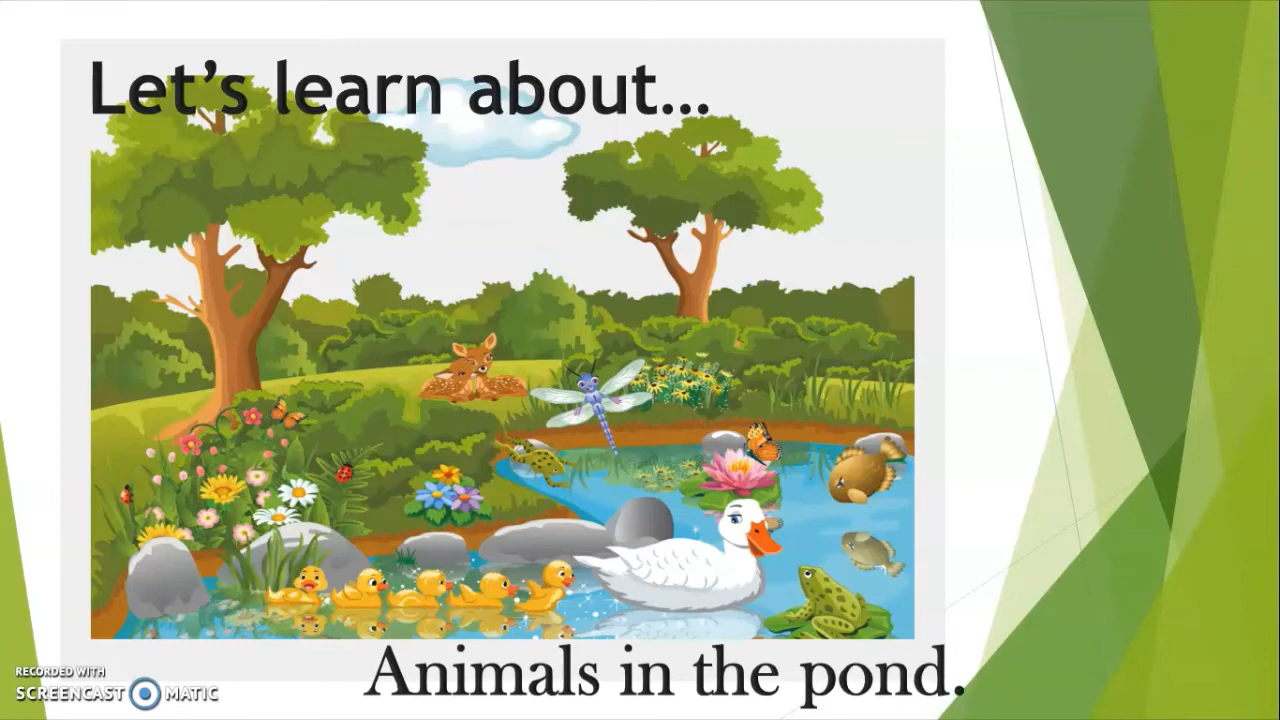 Let's learn about...
Animals in the pond.
RECORDED WITH
SCREENCAST MATIC